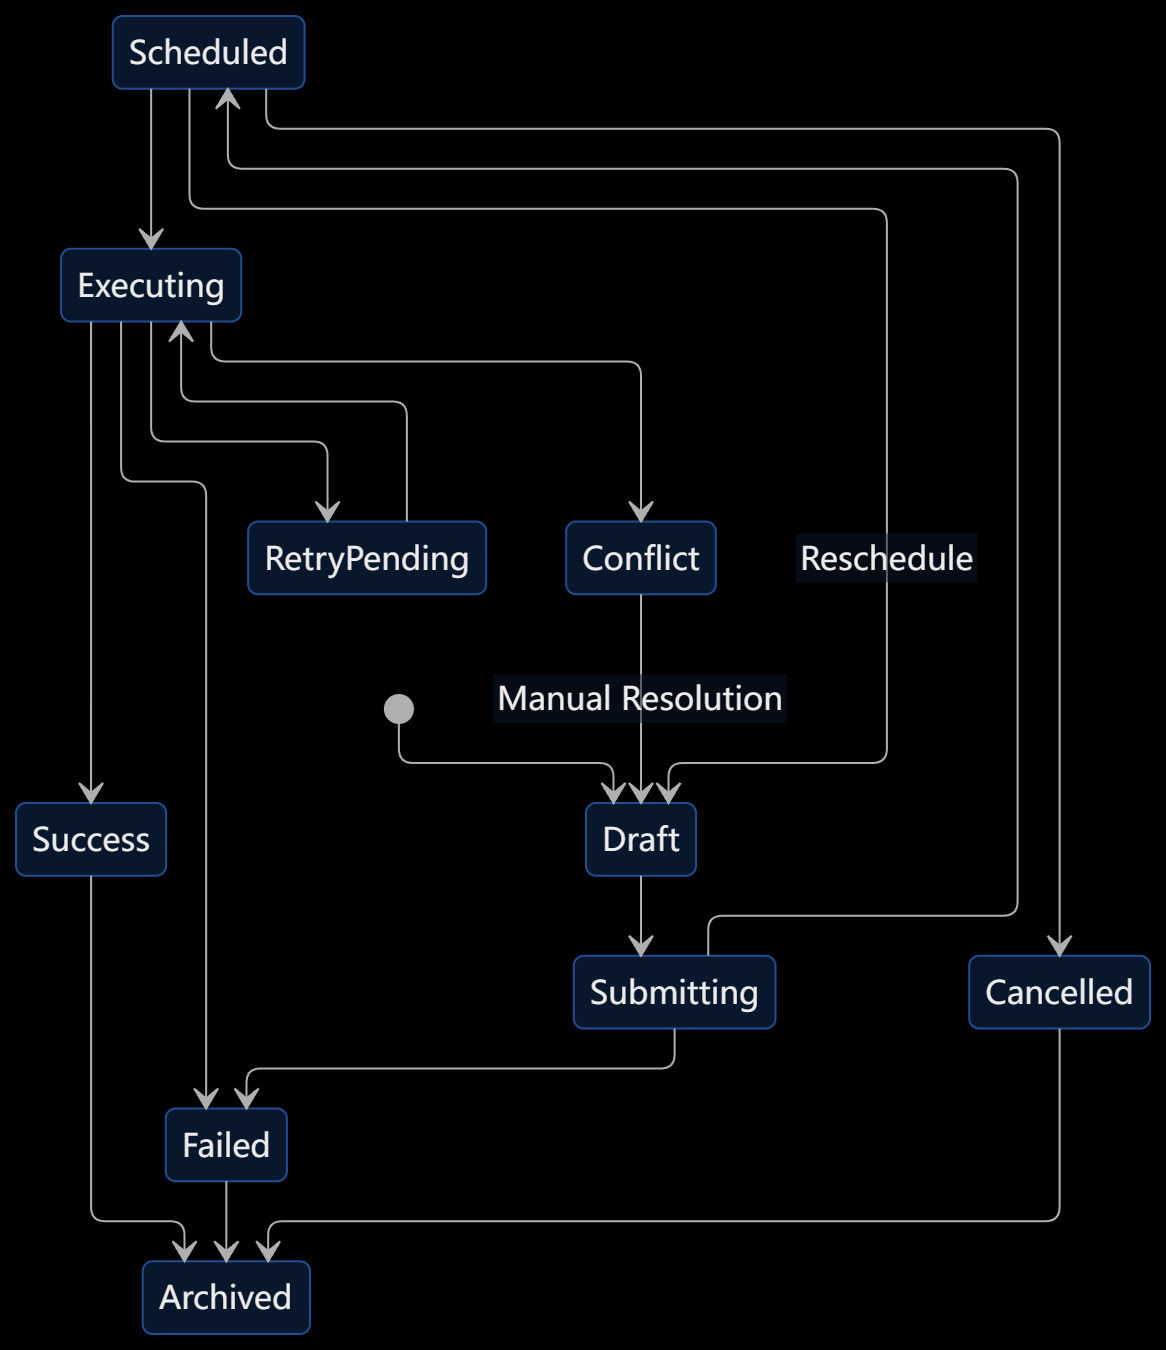 Scheduled
Executing
RetryPending
Conflict
Reschedule
Manual Resolution
Success
Draft
Submitting
Cancelled
Failed
Archived